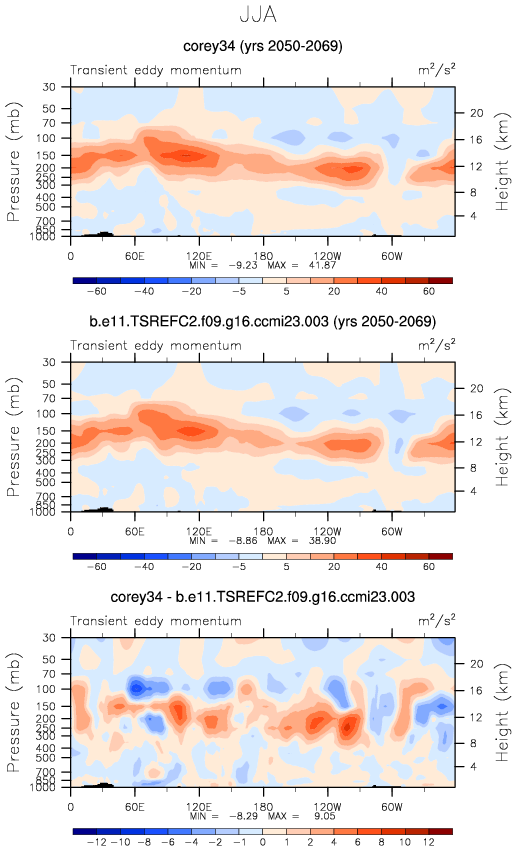 JJA
corey34 (yrs 2050-2069)
Transient eddy momentum m²/s²
Pressure (mb)
30
50
70
100
150
200
250
300
400
500
700
850
1000
Height (km)
20
16
12
8
4
0 60E 120E 180 120W 60W
MIN = -9.23 MAX = 41.87
-60 -40 -20 -5 5 10 20 40 60
b.e11.TSREFC2.f09.g16.ccmi23.003 (yrs 2050-2069)
Transient eddy momentum m²/s²
Pressure (mb)
30
50
70
100
150
200
250
300
400
500
700
850
1000
Height (km)
20
16
12
8
4
0 60E 120E 180 120W 60W
MIN = -8.86 MAX = 38.90
-60 -40 -20 -5 5 10 20 40 60
corey34 - b.e11.TSREFC2.f09.g16.ccmi23.003
Transient eddy momentum m²/s²
Pressure (mb)
30
50
70
100
150
200
250
300
400
500
700
850
1000
Height (km)
20
16
12
8
4
0 60E 120E 180 120W 60W
MIN = -8.29 MAX = 9.05
-12 -10 -8 -6 -4 -2 -1 0 1 2 4 6 8 10 12